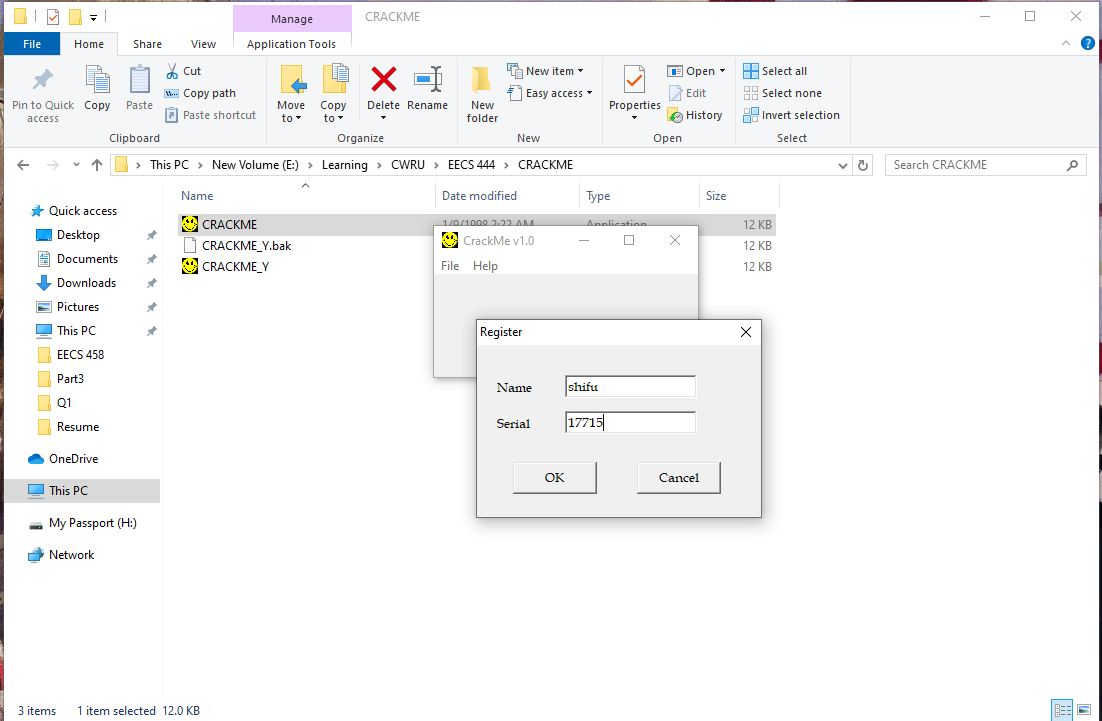 Manage CRACKME
File Home Share View Application Tools
Pin to Quick access
Copy
Paste
Cut
Copy path
Paste shortcut
Clipboard
Move to
Copy to
Delete
Rename
Organize
New folder
New item
Easy access
New
Properties
Open
Edit
History
Open
Select all
Select none
Invert selection
Select
This PC > New Volume (E:) > Learning > CWRU > EECS 444 > CRACKME
Search CRACKME
Name Date modified Type Size
Quick access
Desktop
Documents
Downloads
Pictures
This PC
EECS 458
Part3
Q1
Resume
OneDrive
This PC
My Passport (H:)
Network
CRACKME 1/9/1998 2:22 AM Application 12 KB
CRACKME_Y.bak 12 KB
CRACKME_Y 12 KB
CrackMe v1.0
File Help
Register
Name shifu
Serial 17715
OK Cancel
3 items 1 item selected 12.0 KB